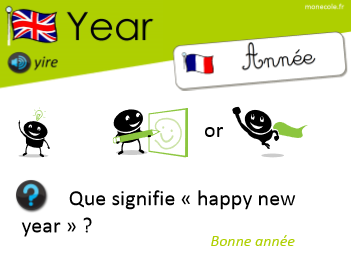 monecole.fr
Year
yire
Année
or
?
Que signifie « happy new
year » ?
Bonne année